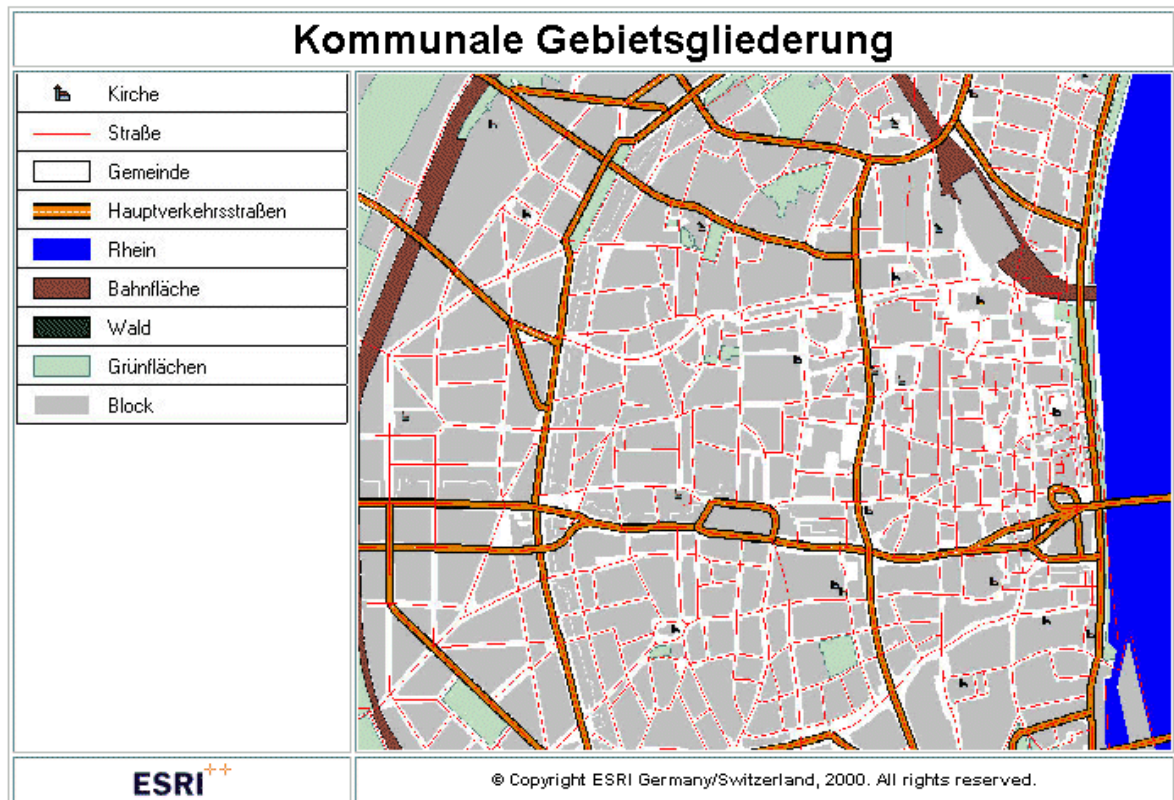 Kommunale Gebietsgliederung
Kirche
Straße
Gemeinde
Hauptverkehrsstraßen
Rhein
Bahnfläche
Wald
Grünflächen
Block
ESRI++
© Copyright ESRI Germany/Switzerland, 2000. All rights reserved.